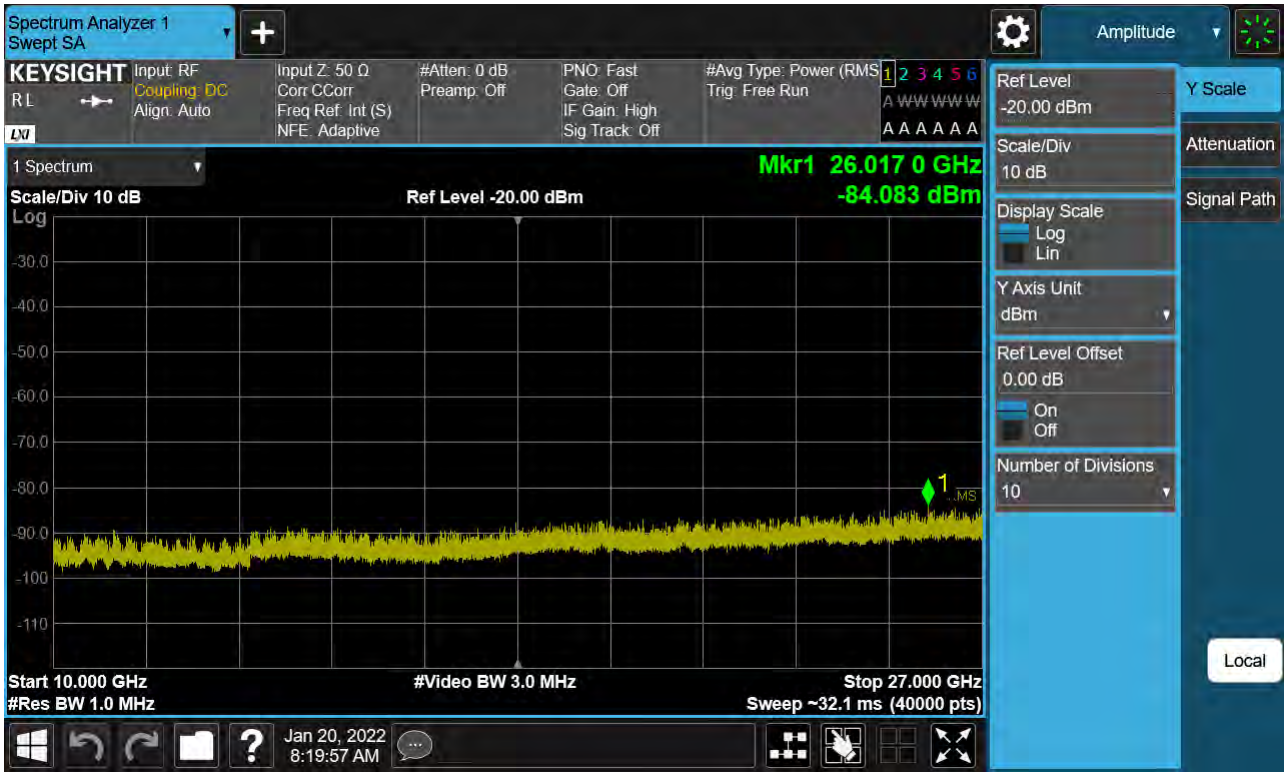 Spectrum Analyzer 1
Swept SA
Amplitude
KEYSIGHT
RL
LXI
Input: RF
Coupling: DC
Align: Auto
Input Z: 50 Ω
Corr CCorr
Freq Ref: Int (S)
NFE: Adaptive
#Atten: 0 dB
Preamp: Off
PNO: Fast
Gate: Off
IF Gain: High
Sig Track: Off
#Avg Type: Power (RMS
Trig: Free Run
1 2 3 4 5 6
A W W W W W
A A A A A A
1 Spectrum
Mkr1 26.017 0 GHz
-84.083 dBm
Scale/Div 10 dB
Ref Level -20.00 dBm
Log
-30.0
-40.0
-50.0
-60.0
-70.0
-80.0
-90.0
-100
-110
1
Start 10.000 GHz
#Video BW 3.0 MHz
Stop 27.000 GHz
#Res BW 1.0 MHz
Sweep ~32.1 ms (40000 pts)
Ref Level
-20.00 dBm
Scale/Div
10 dB
Display Scale
Log
Lin
Y Axis Unit
dBm
Ref Level Offset
0.00 dB
On
Off
Number of Divisions
10
Y Scale
Attenuation
Signal Path
Local
?
Jan 20, 2022
8:19:57 AM